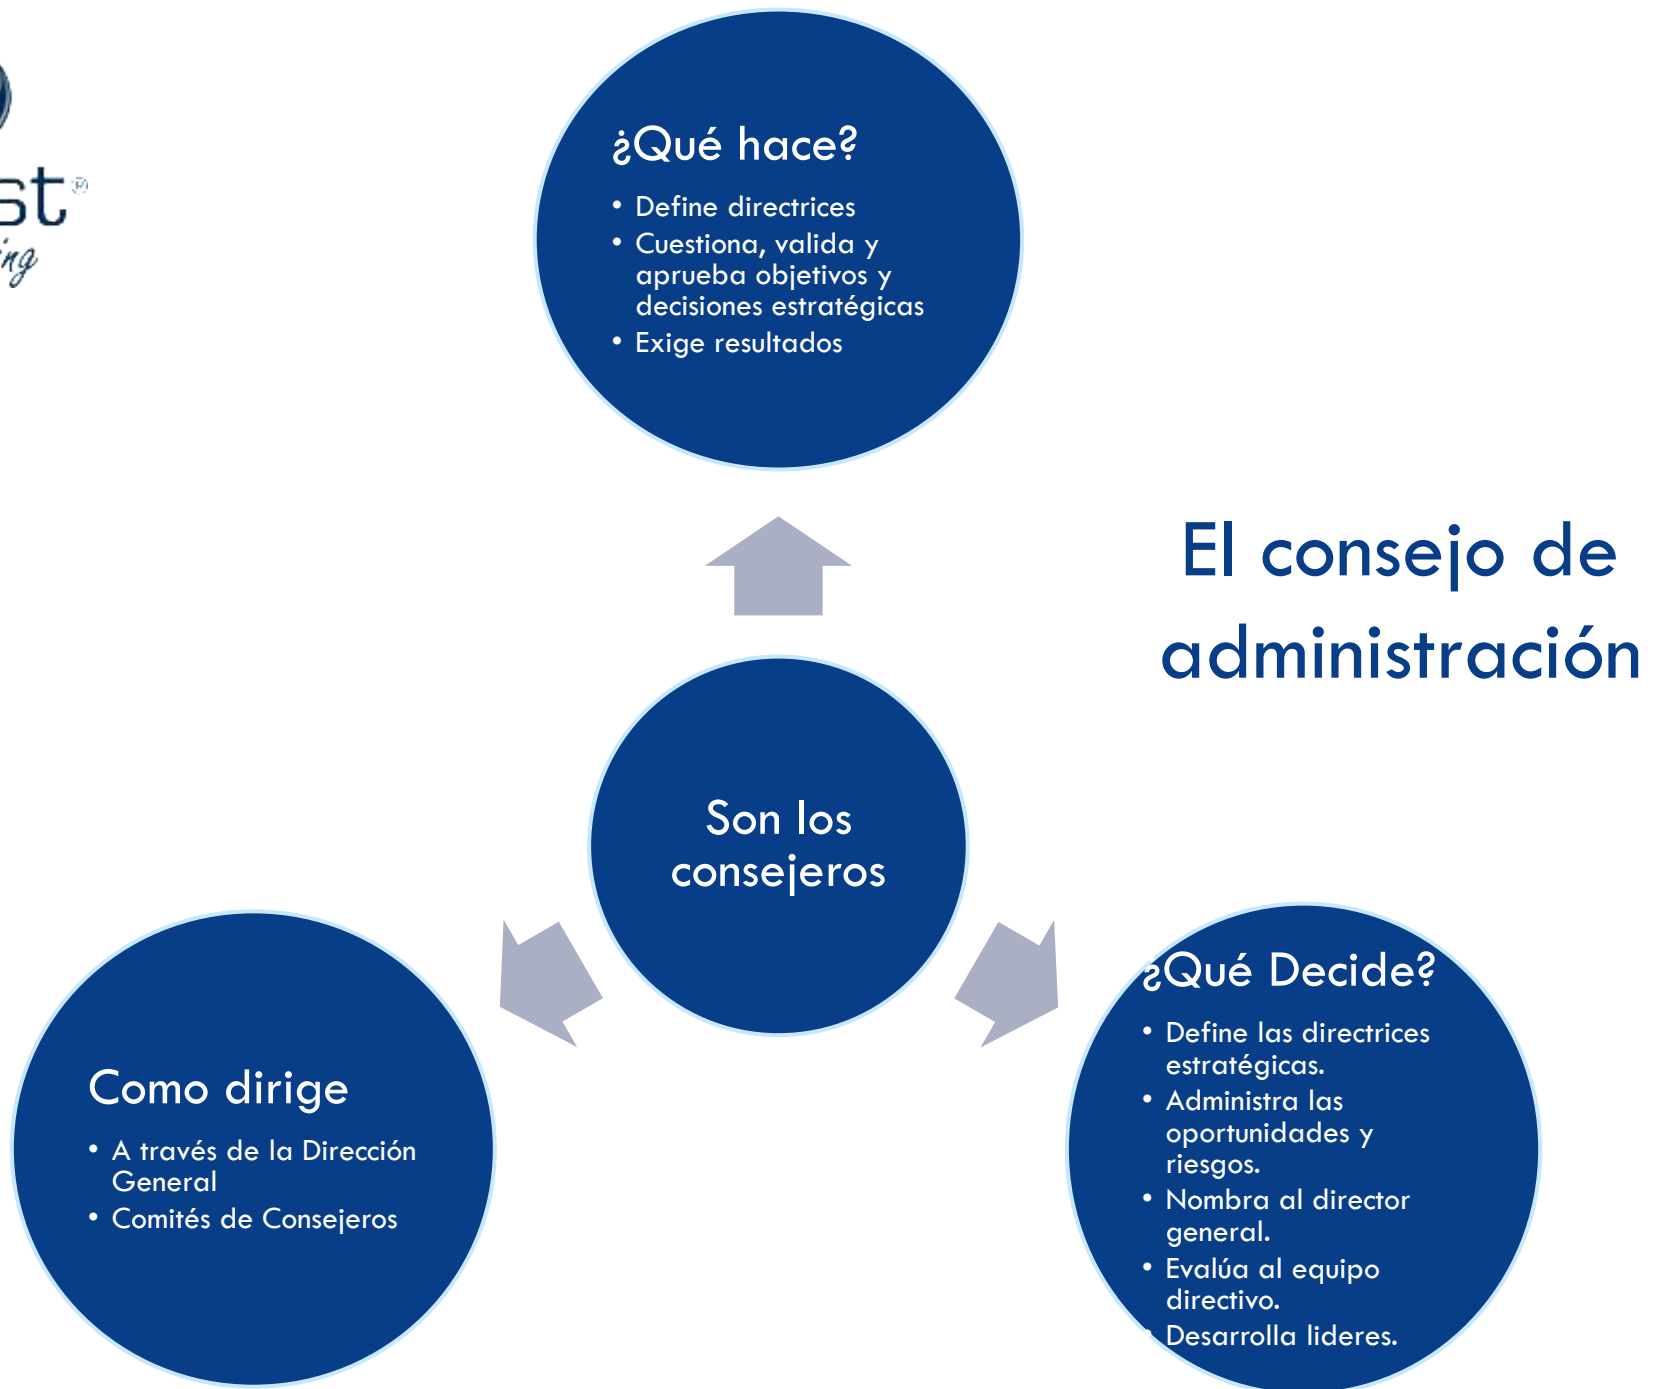 ¿Qué hace?
• Define directrices
• Cuestiona, valida y
aprueba objetivos y
decisiones estratégicas
• Exige resultados
El consejo de
administración
Son los
consejeros
Como dirige
• A través de la Dirección
General
• Comités de Consejeros
¿Qué Decide?
• Define las directrices
estratégicas.
• Administra las
oportunidades y
riesgos.
• Nombra al director
general.
• Evalúa al equipo
directivo.
• Desarrolla lideres.